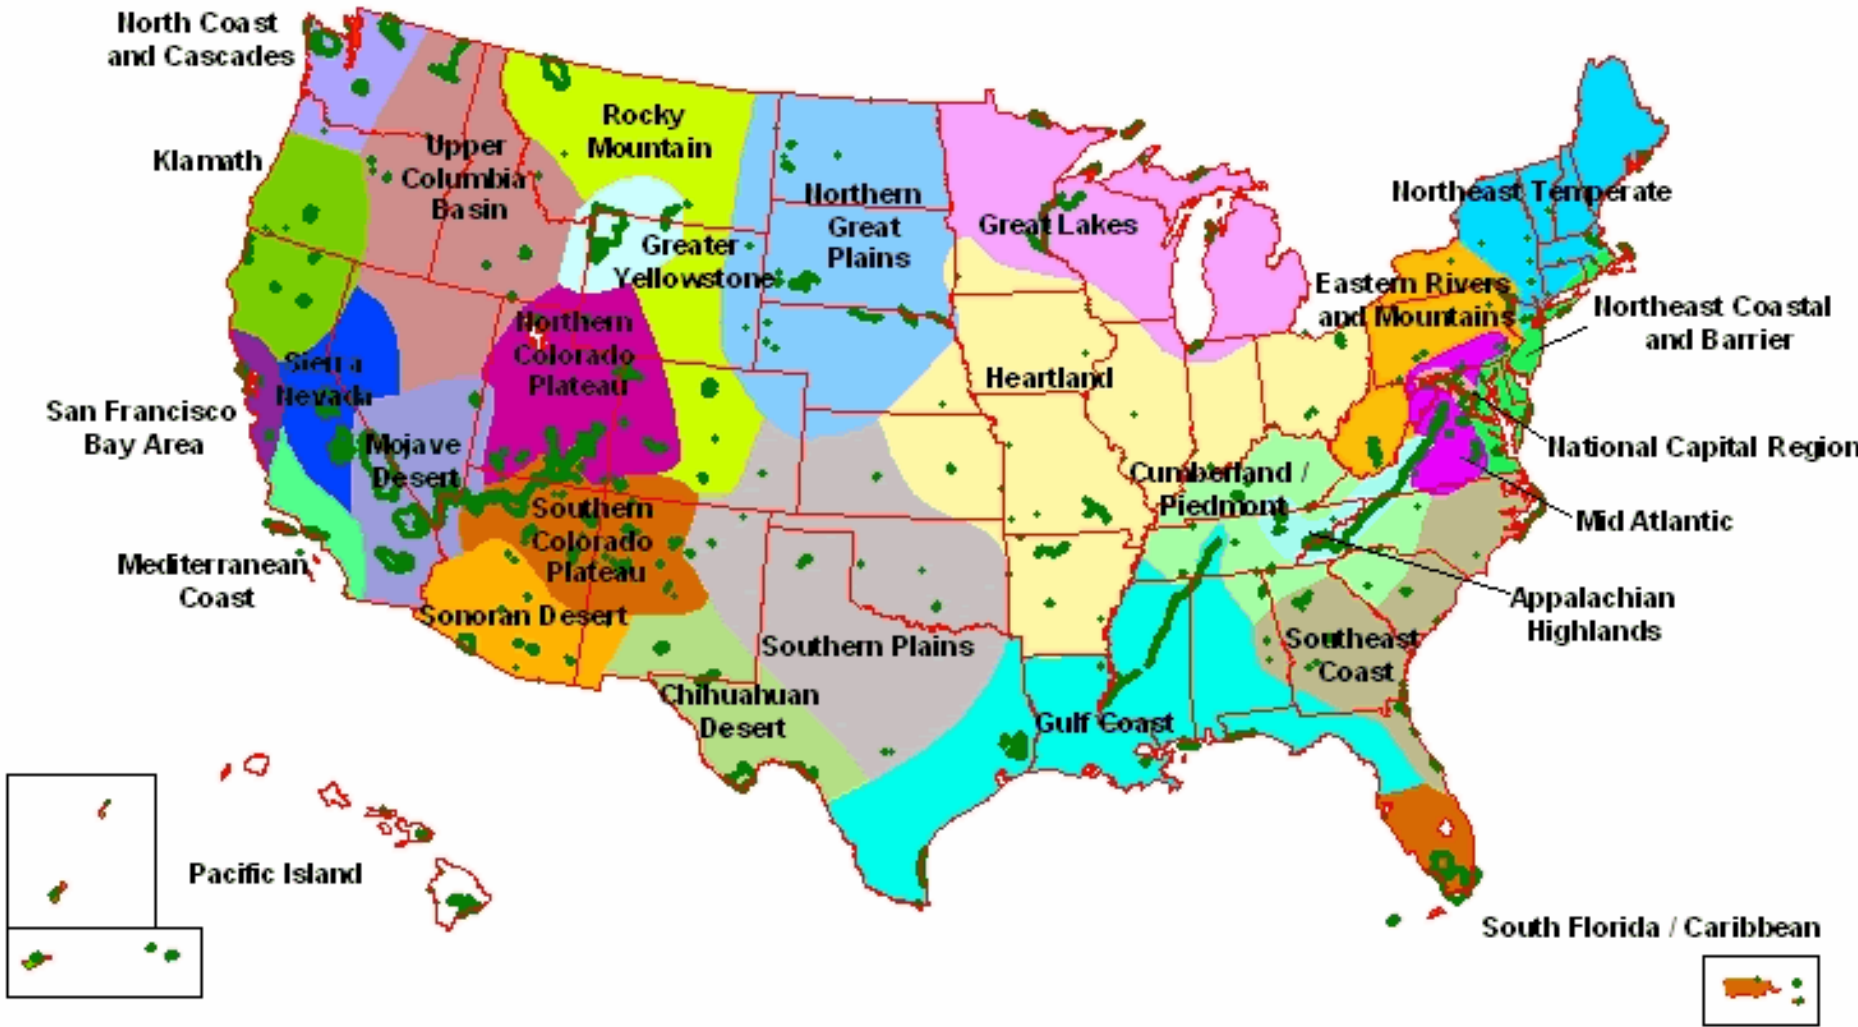 North Coast
and Cascades
Klamath
Upper
Columbia
Basin
Rocky
Mountain
Northern
Great
Plains
Great Lakes
Northeast Temperate
Greater
Yellowstone
Eastern Rivers
and Mountains
Northeast Coastal
and Barrier
Northern
Colorado
Plateau
Sierra
Nevada
Heartland
San Francisco
Bay Area
Mojave
Desert
Cumberland /
Piedmont
National Capital Region
Mid Atlantic
Southern
Colorado
Plateau
Mediterranean
Coast
Sonoran Desert
Appalachian
Highlands
Southern Plains
Southeast
Coast
Chihuahuan
Desert
Gulf Coast
Pacific Island
South Florida / Caribbean